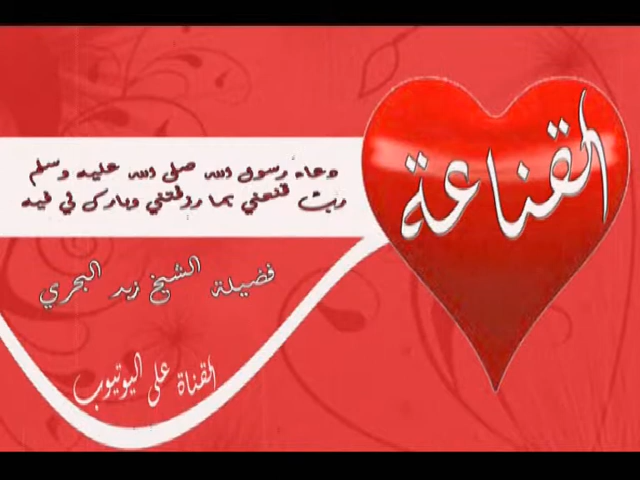 القناعة
دعاء رسول الله صلى الله عليه وسلم
ربّ قنعني بما رزقتني وبارك لي فيه
فضيلة الشيخ زيد البحري
القناة على اليوتيوب